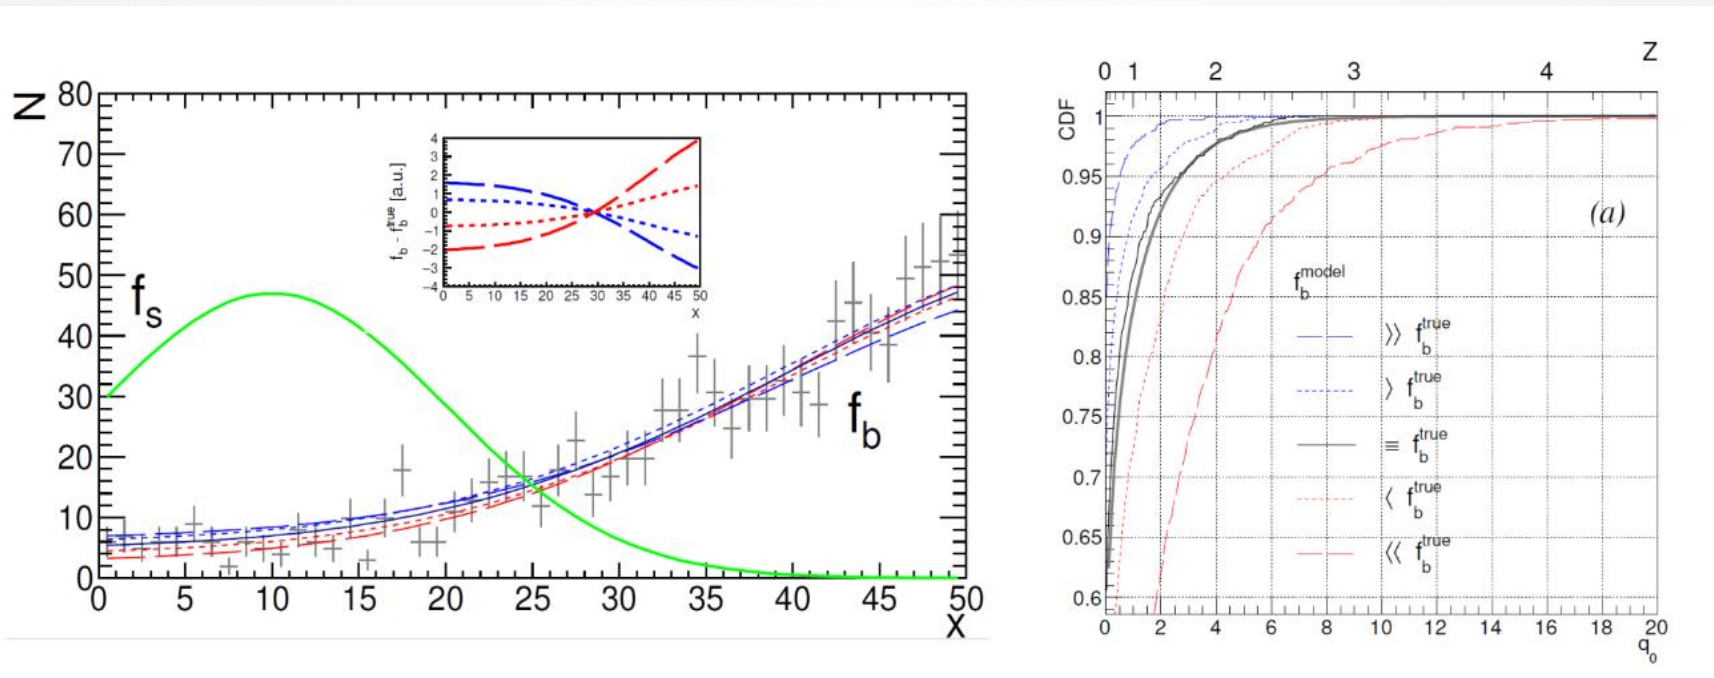 N
80
70
60
50
40
30
20
10
0
0 5 10 15 20 25 30 35 40 45 50
x
f_s
f_b
f_b - f_b^true [a.u.]
4
3
2
1
0
−1
−2
−3
−4
0 5 10 15 20 25 30 35 40 45 50
x
Z
0 1 2 3 4
CDF
1
0.95
0.9
0.85
0.8
0.75
0.7
0.65
0.6
(a)
f_b^model
⟩⟩ f_b^true
⟩ f_b^true
≡ f_b^true
⟨ f_b^true
⟨⟨ f_b^true
0 2 4 6 8 10 12 14 16 18 20
q_0